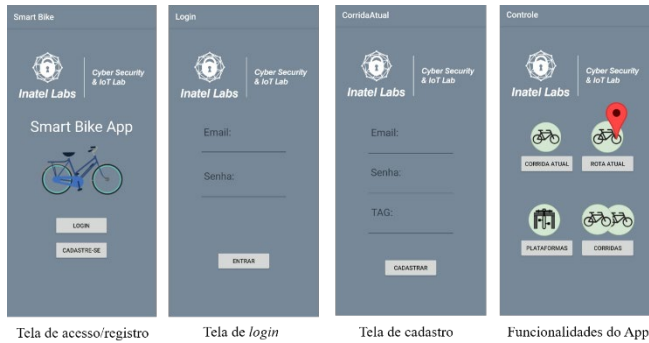 Smart Bike
Inatel Labs
Cyber Security
& IoT Lab
Smart Bike App
LOGIN
CADASTRE-SE
Tela de acesso/registro
Login
Inatel Labs
Cyber Security
& IoT Lab
Email:
Senha:
ENTRAR
Tela de login
CorridaAtual
Inatel Labs
Cyber Security
& IoT Lab
Email:
Senha:
TAG:
CADASTRAR
Tela de cadastro
Controle
Inatel Labs
Cyber Security
& IoT Lab
CORRIDA ATUAL
ROTA ATUAL
PLATAFORMAS
CORRIDAS
Funcionalidades do App